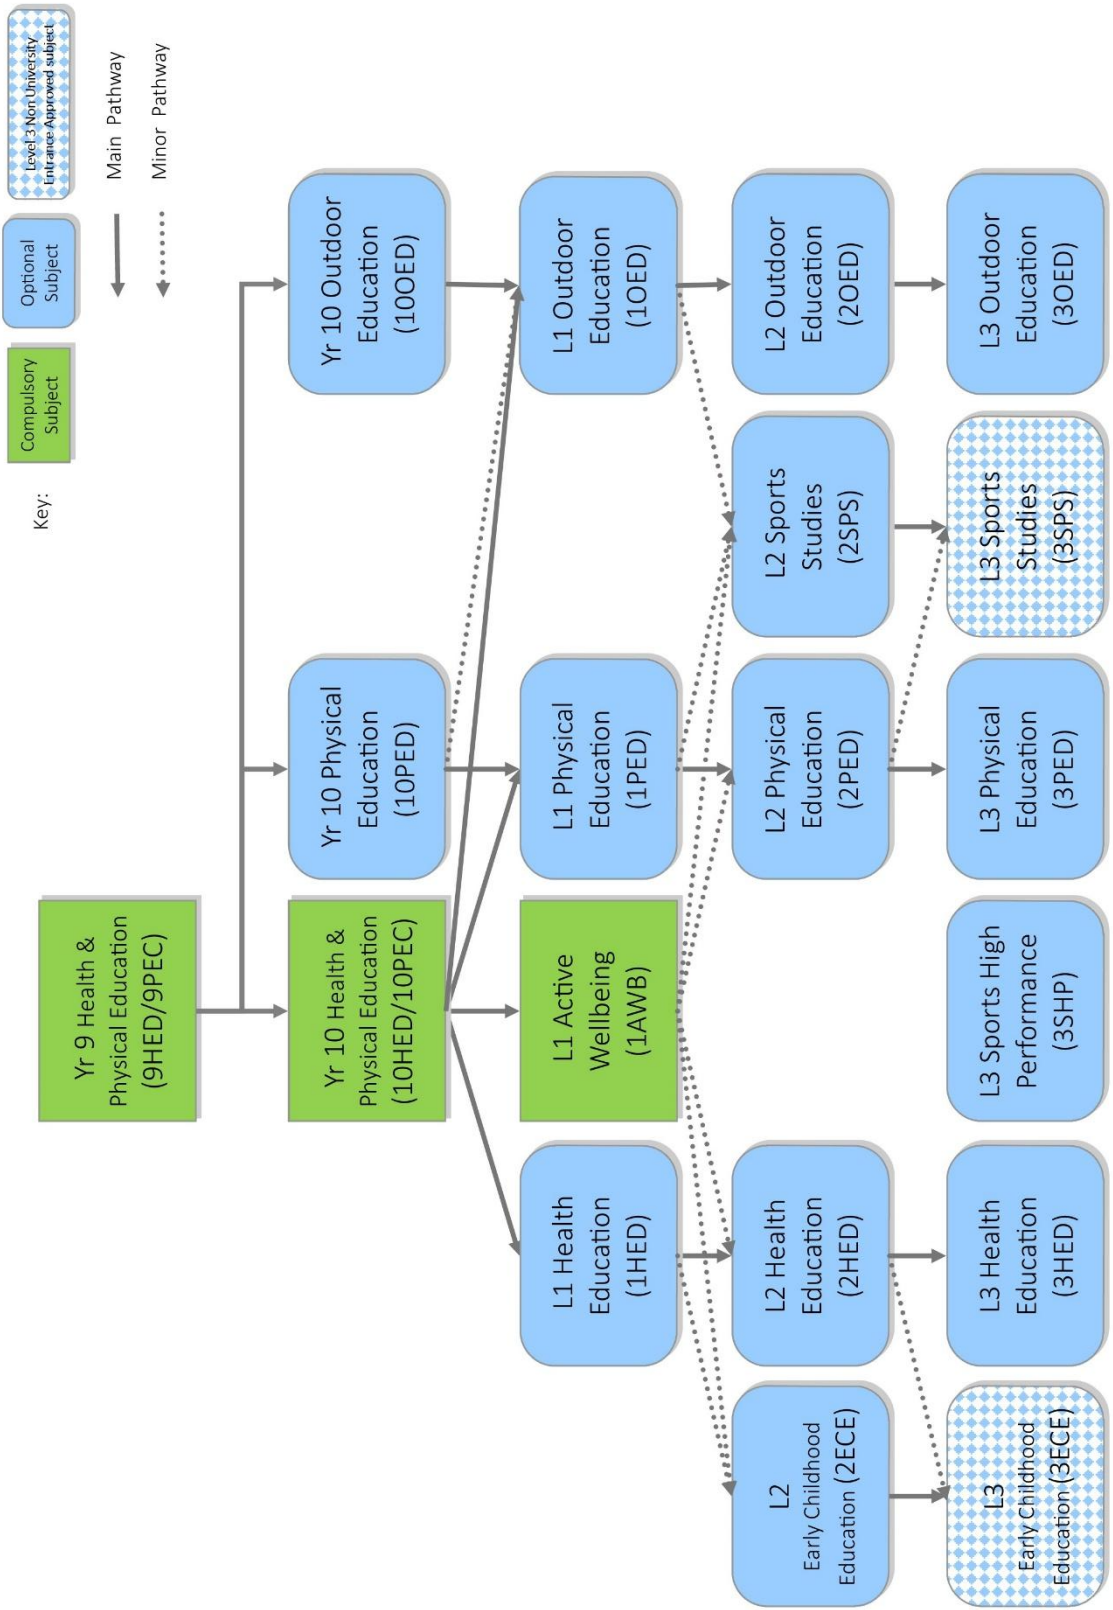 Key:
Compulsory
Subject
Optional
Subject
Level 3 Non University
Entrance Approved subject
Main Pathway
Minor Pathway
Yr 9 Health &
Physical Education
(9HED/9PEC)
Yr 10 Health &
Physical Education
(10HED/10PEC)
Yr 10 Physical
Education
(10PED)
Yr 10 Outdoor
Education
(10OED)
L1 Health
Education
(1HED)
L1 Active
Wellbeing
(1AWB)
L1 Physical
Education
(1PED)
L1 Outdoor
Education
(1OED)
L2
Early Childhood
Education (2ECE)
L2 Health
Education
(2HED)
L2 Physical
Education
(2PED)
L2 Sports
Studies
(2SPS)
L2 Outdoor
Education
(2OED)
L3
Early Childhood
Education (3ECE)
L3 Health
Education
(3HED)
L3 Sports High
Performance
(3SHP)
L3 Physical
Education
(3PED)
L3 Sports
Studies
(3SPS)
L3 Outdoor
Education
(3OED)